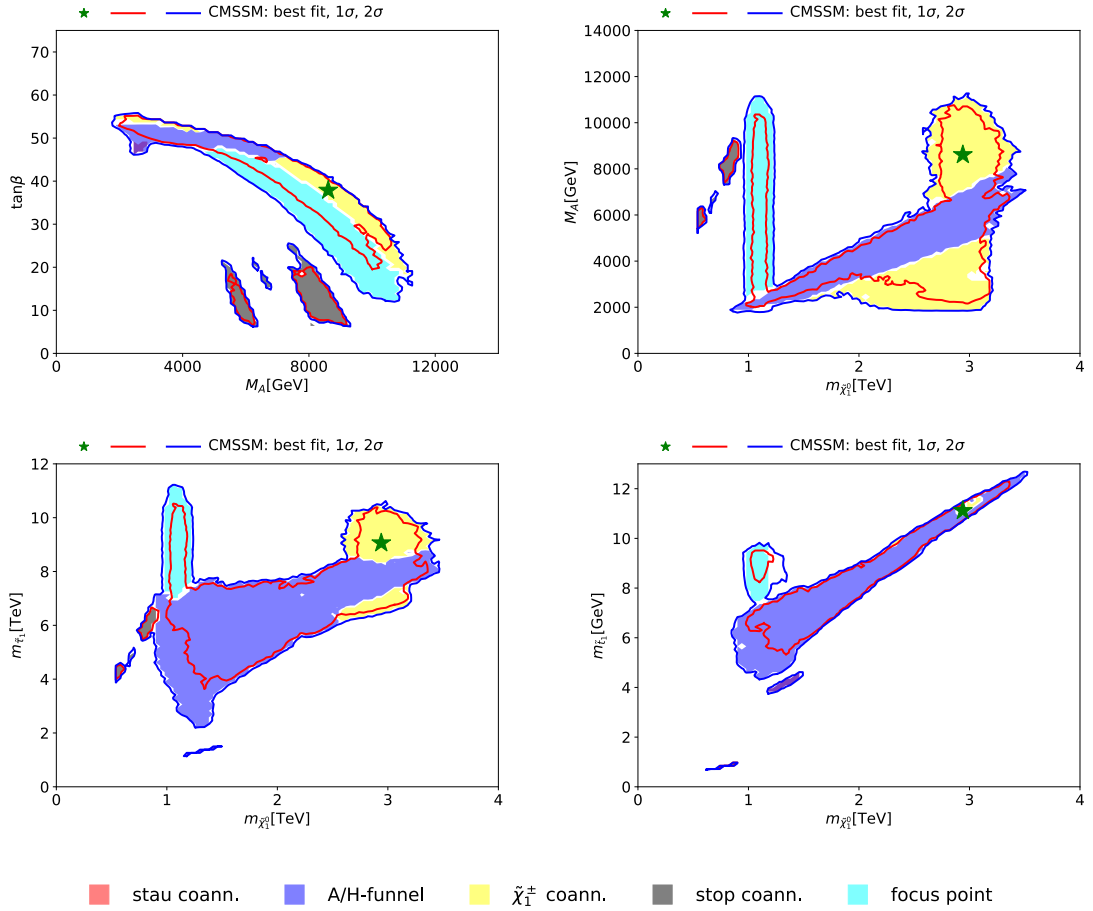 CMSSM: best fit, 1σ, 2σ
CMSSM: best fit, 1σ, 2σ
70
60
50
40
30
20
10
0
tanβ
0
4000
8000
12000
M_A[GeV]
14000
12000
10000
8000
6000
4000
2000
0
M_A[GeV]
0
1
2
3
4
m_χ̃₁⁰[TeV]
CMSSM: best fit, 1σ, 2σ
CMSSM: best fit, 1σ, 2σ
12
10
8
6
4
2
0
m_τ̃₁[TeV]
0
1
2
3
4
m_χ̃₁⁰[TeV]
12
10
8
6
4
2
0
m_t̃₁[GeV]
0
1
2
3
4
m_χ̃₁⁰[TeV]
stau coann.
A/H-funnel
χ̃₁± coann.
stop coann.
focus point